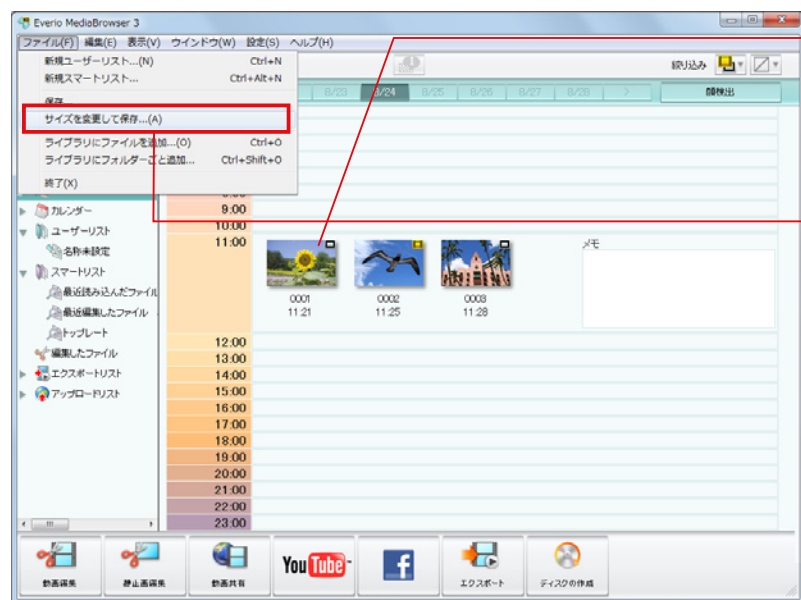 Everio MediaBrowser 3
ファイル(F) 編集(E) 表示(V) ウインドウ(W) 設定(S) ヘルプ(H)
新規ユーザーリスト...(N) Ctrl+N
新規スマートリスト... Ctrl+Alt+N
保存...
サイズを変更して保存...(A)
ライブラリにファイルを追加...(O) Ctrl+O
ライブラリにフォルダーごと追加... Ctrl+Shift+O
終了(X)
絞り込み
8/23 8/24 8/25 8/26 8/27 8/28 >
顔検出
カレンダー
ユーザーリスト
名称未設定
スマートリスト
最近読み込んだファイル
最近編集したファイル
トップレート
編集したファイル
エクスポートリスト
アップロードリスト
9:00
10:00
11:00
0001
11:21
0002
11:25
0003
11:28
メモ
12:00
13:00
14:00
15:00
16:00
17:00
18:00
19:00
20:00
21:00
22:00
23:00
動画編集
静止画編集
動画共有
YouTube
f
エクスポート
ディスクの作成